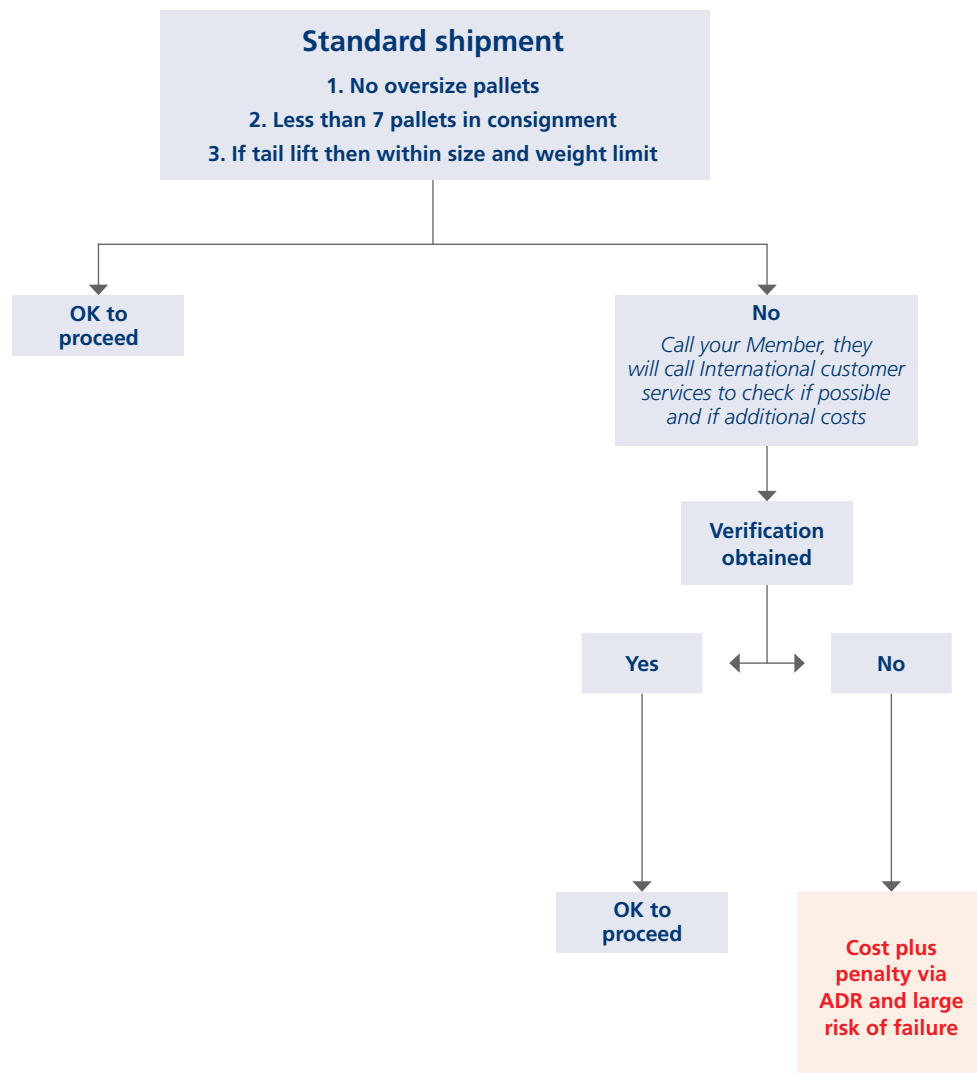 Standard shipment
1. No oversize pallets
2. Less than 7 pallets in consignment
3. If tail lift then within size and weight limit
OK to
proceed
No
Call your Member, they
will call International customer
services to check if possible
and if additional costs
Verification
obtained
Yes
No
OK to
proceed
Cost plus
penalty via
ADR and large
risk of failure